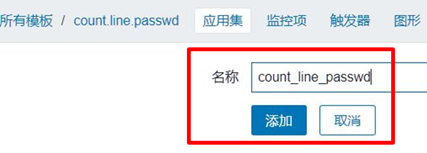 所有模板 / count.line.passwd 应用集 监控项 触发器 图形
名称 count_line_passwd
添加 取消